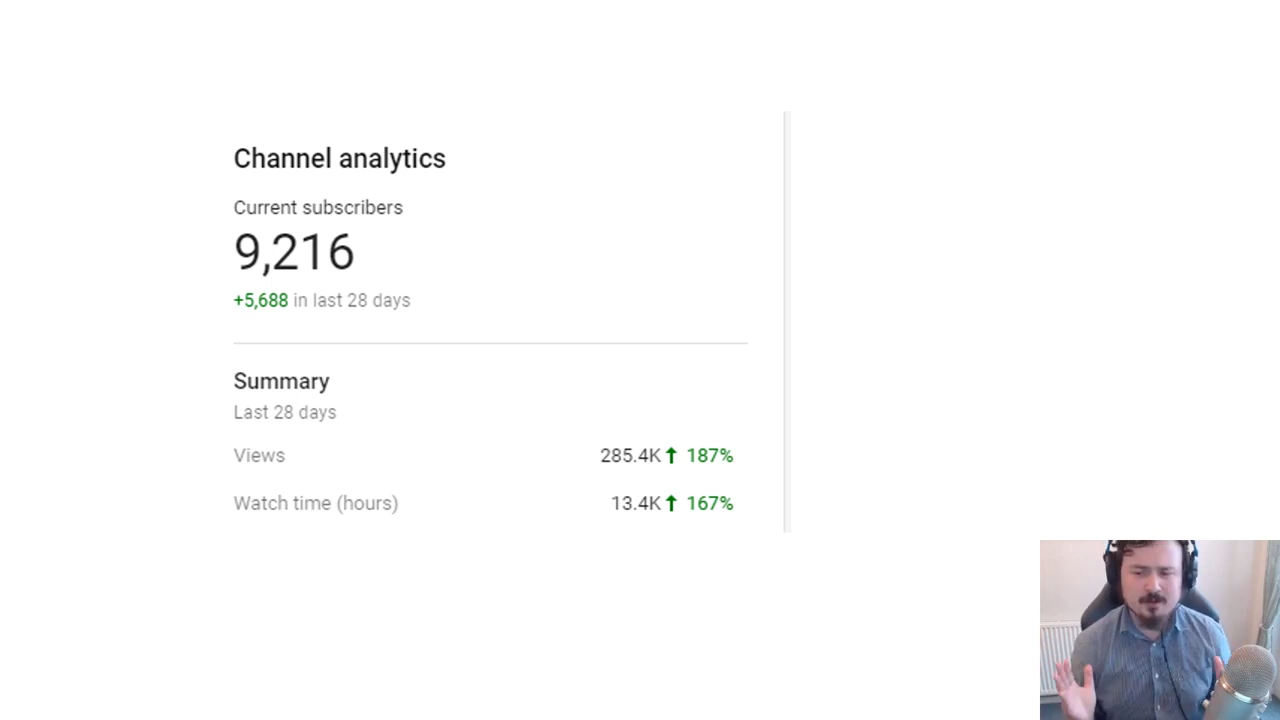 Channel analytics
Current subscribers
9,216
+5,688 in last 28 days
Summary
Last 28 days
Views 285.4K↑ 187%
Watch time (hours) 13.4K↑ 167%